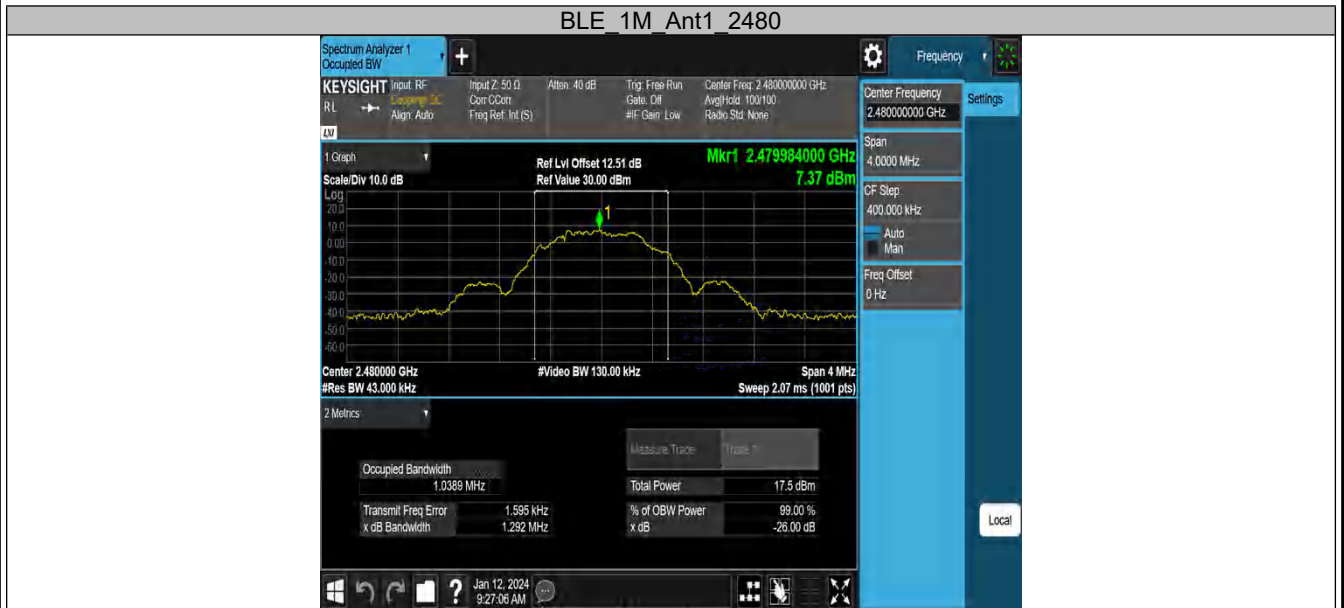 BLE_1M_Ant1_2480
Spectrum Analyzer 1
Occupied BW
+
Frequency
KEYSIGHT
Input: RF
Coupling: DC
Align: Auto
R L
LXI
Input Z: 50 Ω
Corr CCorr
Freq Ref: Int (S)
Atten: 40 dB
Trig: Free Run
Gate: Off
#IF Gain: Low
Center Freq: 2.480000000 GHz
Avg|Hold: 100/100
Radio Std: None
Center Frequency
2.480000000 GHz
Settings
Span
4.0000 MHz
CF Step
400.000 kHz
Auto
Man
Freq Offset
0 Hz
1 Graph
Scale/Div 10.0 dB
Ref Lvl Offset 12.51 dB
Ref Value 30.00 dBm
Mkr1 2.479984000 GHz
7.37 dBm
Log
20.0
10.0
0.00
-10.0
-20.0
-30.0
-40.0
-50.0
-60.0
1
Center 2.480000 GHz
#Res BW 43.000 kHz
#Video BW 130.00 kHz
Span 4 MHz
Sweep 2.07 ms (1001 pts)
2 Metrics
Measure Trace
Trace 1
Occupied Bandwidth
1.0389 MHz
Total Power
17.5 dBm
Transmit Freq Error
1.595 kHz
% of OBW Power
99.00 %
x dB Bandwidth
1.292 MHz
x dB
-26.00 dB
Local
?
Jan 12, 2024
9:27:06 AM